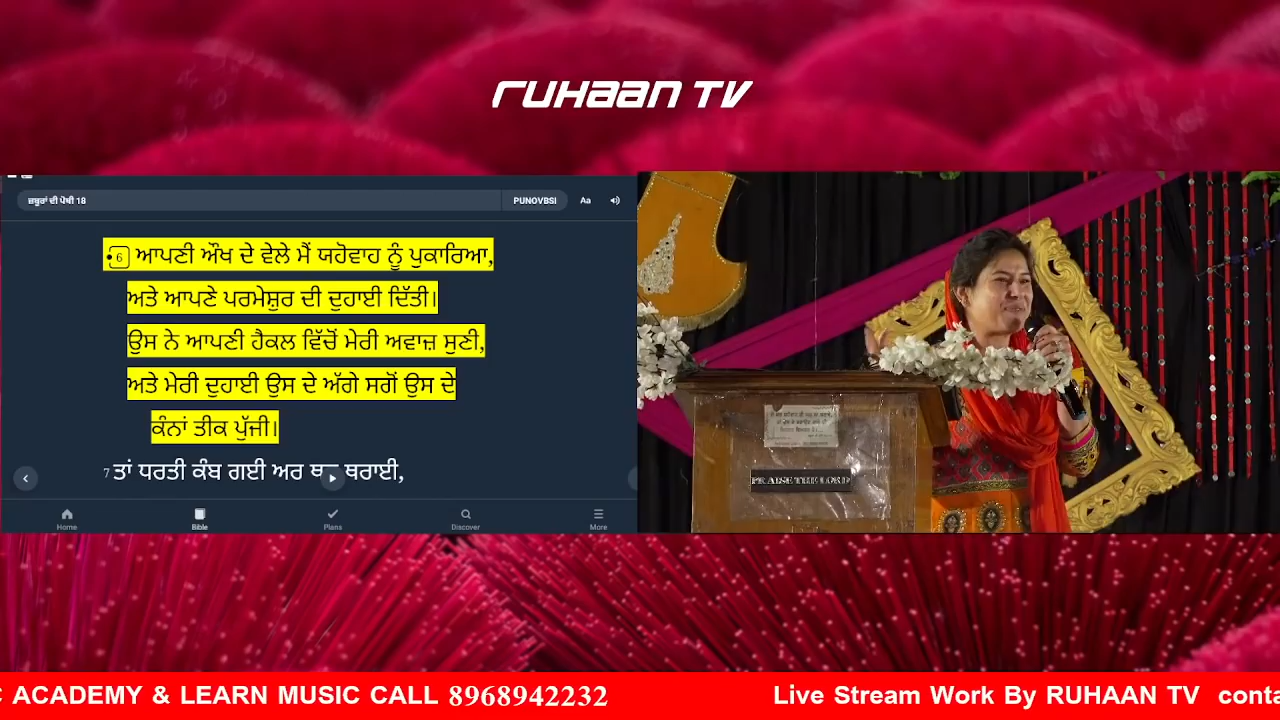 RUHAAN TV
ਜ਼ਬੂਰਾਂ ਦੀ ਪੋਥੀ 18
PUNOVBSI
Aa
6 ਆਪਣੀ ਔਖ ਦੇ ਵੇਲੇ ਮੈਂ ਯਹੋਵਾਹ ਨੂੰ ਪੁਕਾਰਿਆ,
ਅਤੇ ਆਪਣੇ ਪਰਮੇਸ਼ੁਰ ਦੀ ਦੁਹਾਈ ਦਿੱਤੀ।
ਉਸ ਨੇ ਆਪਣੀ ਹੈਕਲ ਵਿੱਚੋਂ ਮੇਰੀ ਅਵਾਜ਼ ਸੁਣੀ,
ਅਤੇ ਮੇਰੀ ਦੁਹਾਈ ਉਸ ਦੇ ਅੱਗੇ ਸਗੋਂ ਉਸ ਦੇ
ਕੰਨਾਂ ਤੀਕ ਪੁੱਜੀ।
7 ਤਾਂ ਧਰਤੀ ਕੰਬ ਗਈ ਅਰ ਥਰਾਈ,
Home
Bible
Plans
Discover
More
PRAISE THE LORD
C ACADEMY & LEARN MUSIC CALL 8968942232 Live Stream Work By RUHAAN TV conta